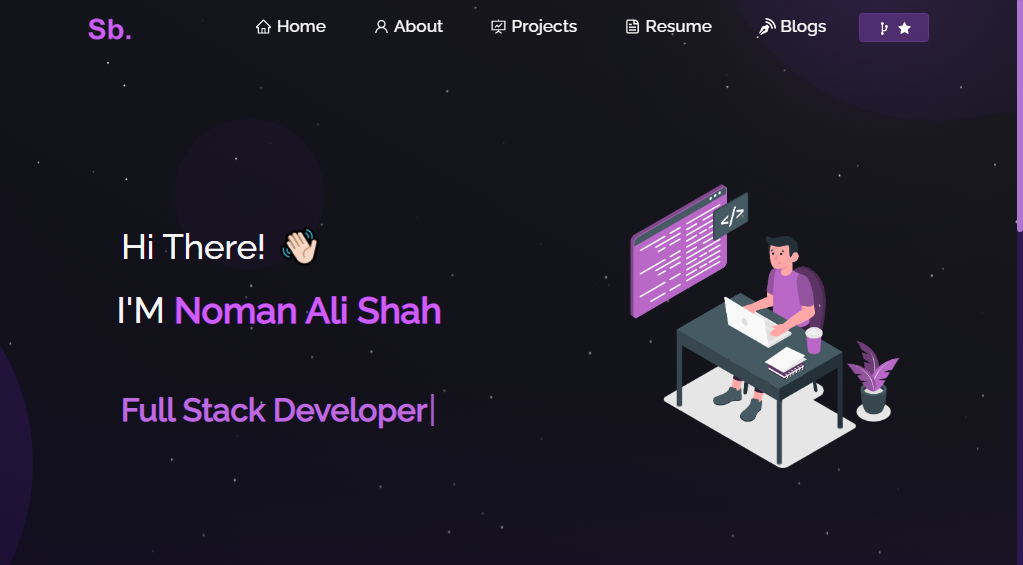 Sb.
Home About Projects Resume Blogs
Hi There!
I'M Noman Ali Shah
Full Stack Developer|
</>